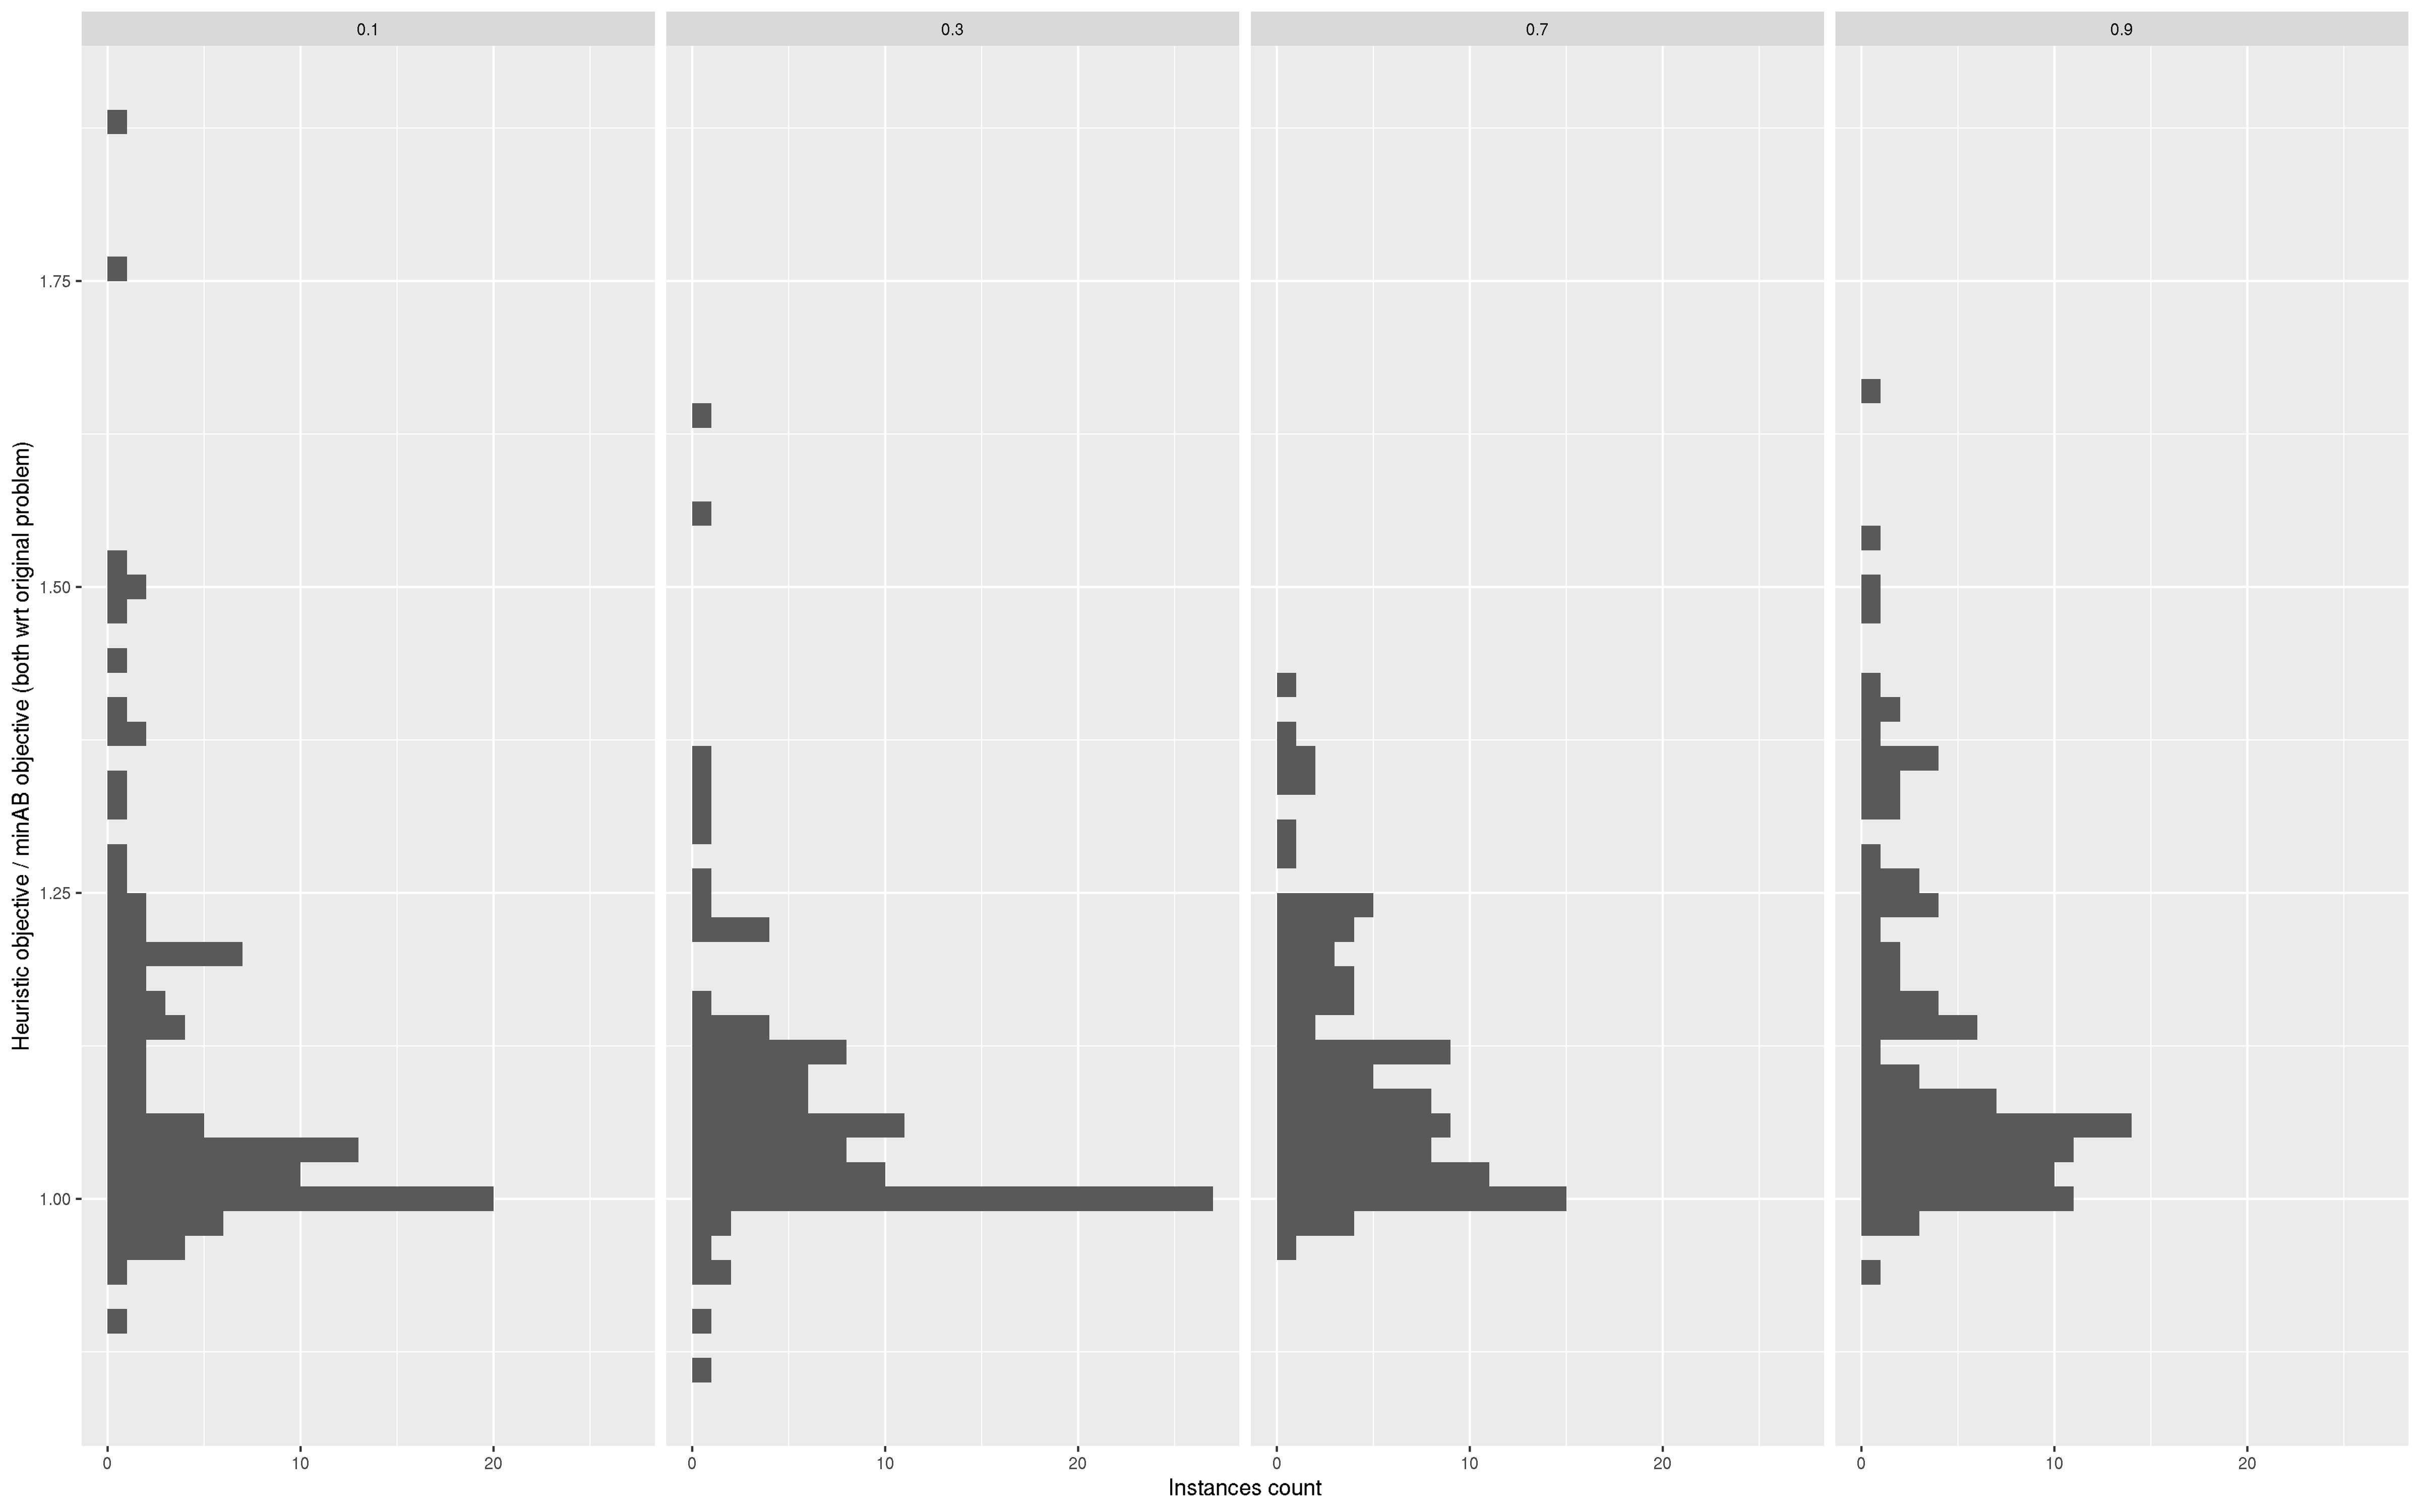 0.1 0.3 0.7 0.9
Heuristic objective / minAB objective (both wrt original problem)
1.75
1.50
1.25
1.00
0 10 20 0 10 20 0 10 20 0 10 20
Instances count